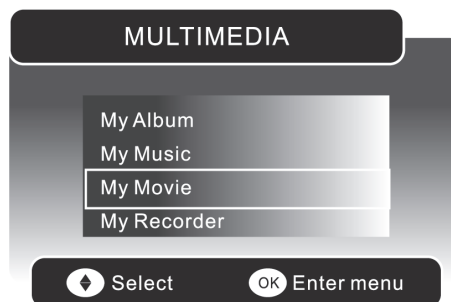 MULTIMEDIA
My Album
My Music
My Movie
My Recorder
Select OK Enter menu